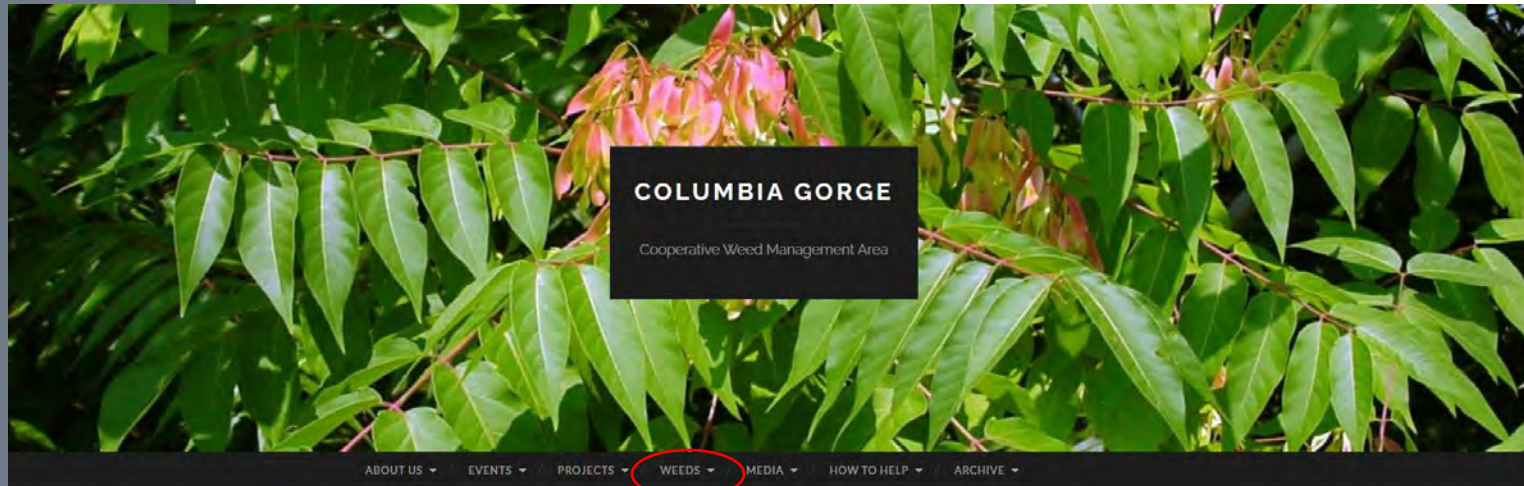 COLUMBIA GORGE
Cooperative Weed Management Area
ABOUT US / EVENTS / PROJECTS / WEEDS / MEDIA / HOW TO HELP / ARCHIVE